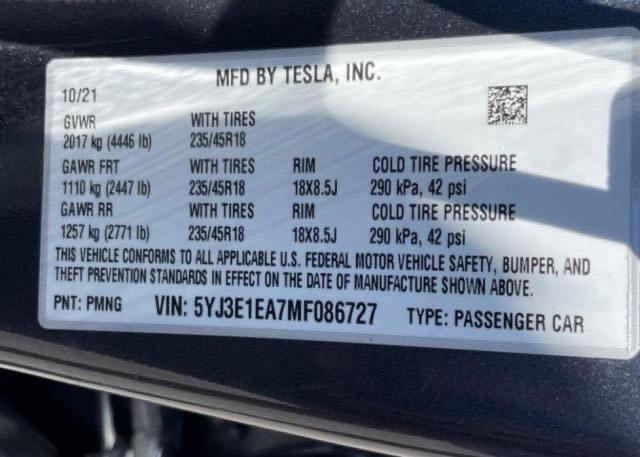 MFD BY TESLA, INC.
10/21
GVWR WITH TIRES
2017 kg (4446 lb) 235/45R18
GAWR FRT WITH TIRES RIM COLD TIRE PRESSURE
1110 kg (2447 lb) 235/45R18 18X8.5J 290 kPa, 42 psi
GAWR RR WITH TIRES RIM COLD TIRE PRESSURE
1257 kg (2771 lb) 235/45R18 18X8.5J 290 kPa, 42 psi
THIS VEHICLE CONFORMS TO ALL APPLICABLE U.S. FEDERAL MOTOR VEHICLE SAFETY, BUMPER, AND
THEFT PREVENTION STANDARDS IN EFFECT ON THE DATE OF MANUFACTURE SHOWN ABOVE.
PNT: PMNG VIN: 5YJ3E1EA7MF086727 TYPE: PASSENGER CAR